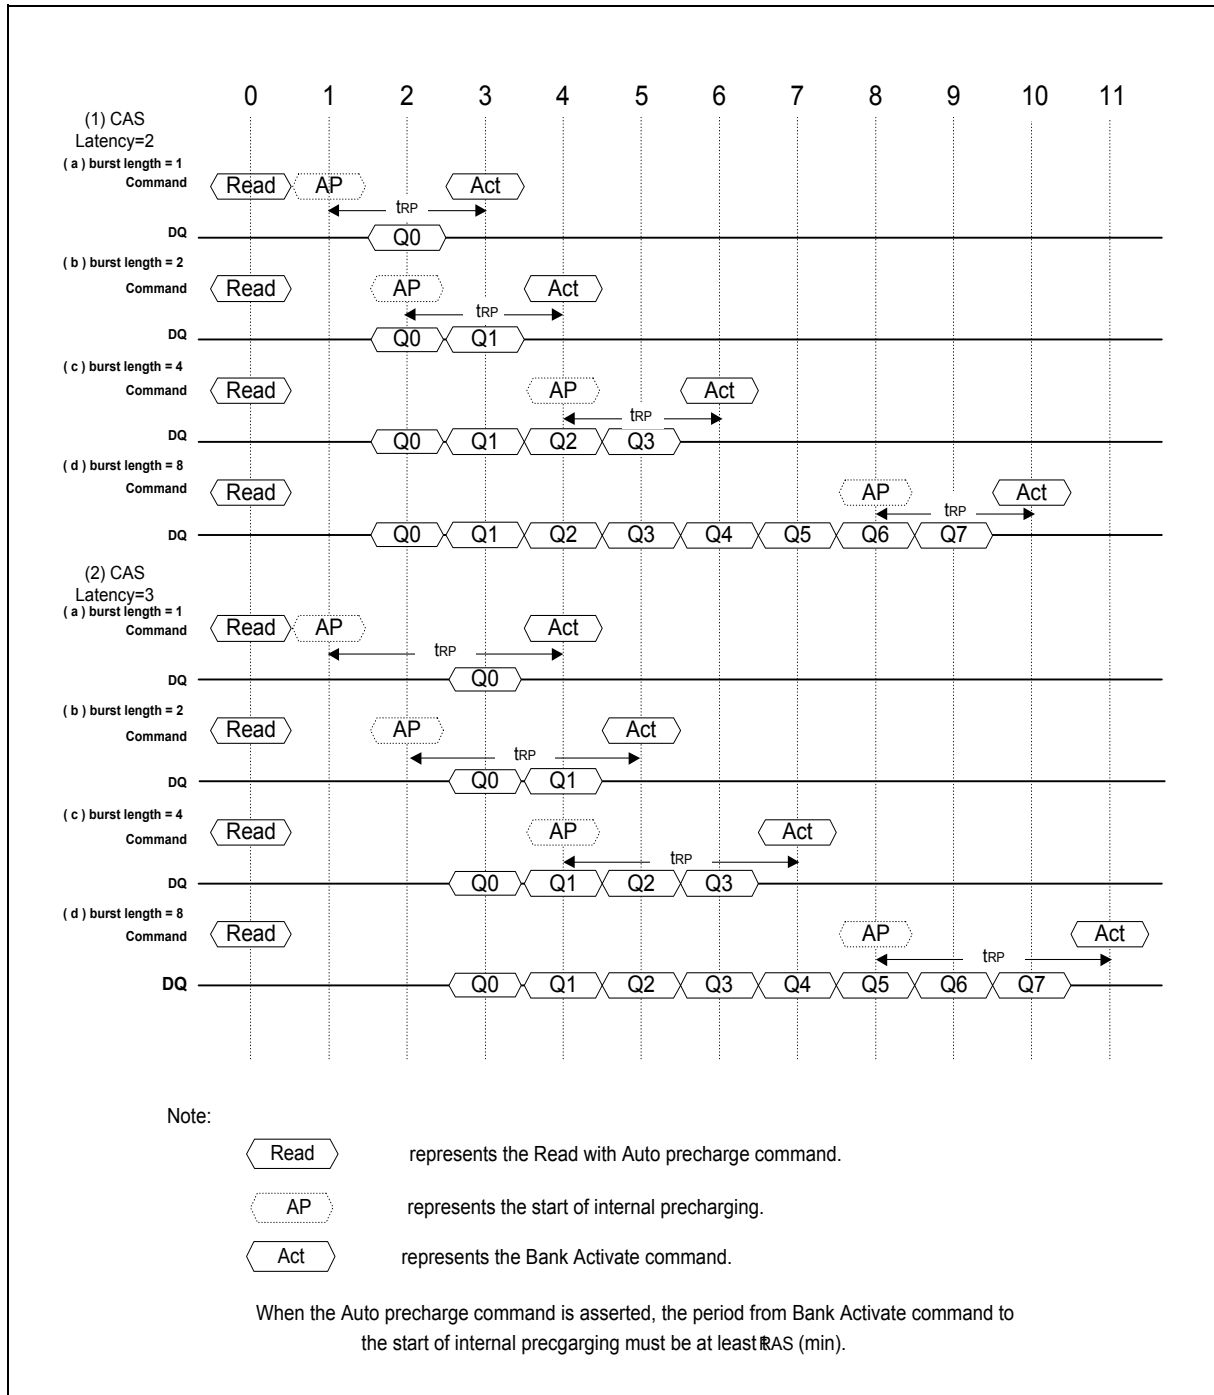 0 1 2 3 4 5 6 7 8 9 10 11
(1) CAS
Latency=2
( a ) burst length = 1
Command Read AP Act
tRP
DQ Q0
( b ) burst length = 2
Command Read AP Act
tRP
DQ Q0 Q1
( c ) burst length = 4
Command Read AP Act
tRP
DQ Q0 Q1 Q2 Q3
( d ) burst length = 8
Command Read AP Act
tRP
DQ Q0 Q1 Q2 Q3 Q4 Q5 Q6 Q7
(2) CAS
Latency=3
( a ) burst length = 1
Command Read AP Act
tRP
DQ Q0
( b ) burst length = 2
Command Read AP Act
tRP
DQ Q0 Q1
( c ) burst length = 4
Command Read AP Act
tRP
DQ Q0 Q1 Q2 Q3
( d ) burst length = 8
Command Read AP Act
tRP
DQ Q0 Q1 Q2 Q3 Q4 Q5 Q6 Q7
Note:
Read represents the Read with Auto precharge command.
AP represents the start of internal precharging.
Act represents the Bank Activate command.
When the Auto precharge command is asserted, the period from Bank Activate command to
the start of internal precgarging must be at least tRAS (min).